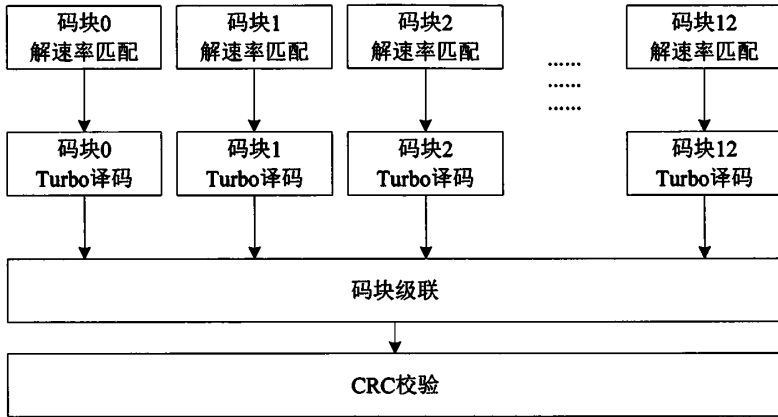 码块0
解速率匹配
码块1
解速率匹配
码块2
解速率匹配
......
......
......
码块12
解速率匹配
码块0
Turbo译码
码块1
Turbo译码
码块2
Turbo译码
码块12
Turbo译码
码块级联
CRC校验